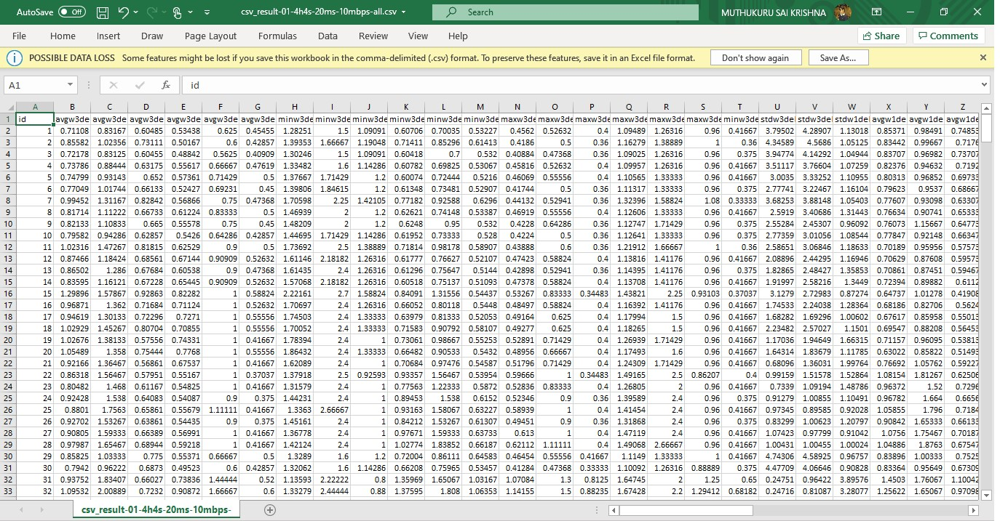 AutoSave Off csv_result-01-4h4s-20ms-10mbps-all.csv Search MUTHUKURU SAI KRISHNA
File Home Insert Draw Page Layout Formulas Data Review View Help Share Comments
POSSIBLE DATA LOSS Some features might be lost if you save this workbook in the comma-delimited (.csv) format. To preserve these features, save it in an Excel file format. Don't show again Save As...
A1 fx id
A B C D E F G H I J K L M N O P Q R S T U V W X Y Z
1 id avgw3de avgw3de avgw3de avgw3de avgw3de avgw3de minw3de minw3de minw3de minw3de minw3de minw3de maxw3de maxw3de maxw3de maxw3de maxw3de maxw3de minw3de stdw3del stdw3del stdw1del avgw1de avgw1de avgw1de
2 1 0.71108 0.83167 0.60485 0.53438 0.625 0.45455 1.28251 1.5 1.09091 0.60706 0.70035 0.53227 0.4562 0.52632 0.4 1.09489 1.26316 0.96 0.41667 3.79502 4.28907 1.13018 0.85371 0.98491 0.74853
3 2 0.85582 1.02356 0.73111 0.50167 0.6 0.42857 1.39353 1.66667 1.19048 0.71411 0.85296 0.61413 0.4186 0.5 0.36 1.16279 1.38889 1 0.36 4.34589 4.5686 1.05125 0.83442 0.99667 0.7176
4 3 0.72178 0.83125 0.60455 0.48842 0.5625 0.40909 1.30246 1.5 1.09091 0.60418 0.7 0.532 0.40884 0.47368 0.36 1.09025 1.26316 0.96 0.375 3.94774 4.14292 1.04944 0.83707 0.96982 0.73707
5 4 0.73786 0.88444 0.63175 0.55617 0.66667 0.47619 1.33482 1.6 1.14286 0.60782 0.69825 0.53067 0.45816 0.52632 0.4 1.09957 1.26316 0.96 0.41667 3.51117 3.76604 1.07259 0.82376 0.94632 0.7192
6 5 0.74799 0.93143 0.652 0.57361 0.71429 0.5 1.37667 1.71429 1.2 0.60074 0.72444 0.5216 0.46069 0.55556 0.4 1.10565 1.33333 0.96 0.41667 3.0035 3.33252 1.10955 0.80313 0.96852 0.69733
7 6 0.77049 1.01744 0.66133 0.52427 0.69231 0.45 1.39806 1.84615 1.2 0.61348 0.73481 0.52907 0.41744 0.5 0.36 1.11317 1.33333 0.96 0.375 2.77741 3.22467 1.16104 0.79623 0.9537 0.68667
8 7 0.99452 1.31167 0.82842 0.56866 0.75 0.47368 1.70598 2.25 1.42105 0.77182 0.92588 0.6296 0.44132 0.52941 0.36 1.32396 1.58824 1.08 0.33333 3.68253 3.88148 1.05403 0.77607 0.93098 0.63307
9 8 0.81714 1.11222 0.66733 0.61224 0.83333 0.5 1.46939 2 1.2 0.62621 0.74148 0.53387 0.46919 0.55556 0.4 1.12606 1.33333 0.96 0.41667 2.5919 3.40686 1.31443 0.76634 0.90741 0.65333
10 9 0.82133 1.10833 0.665 0.55578 0.75 0.45 1.48209 2 1.2 0.6248 0.95 0.532 0.4228 0.64286 0.36 1.12747 1.71429 0.96 0.375 2.55284 2.45307 0.96092 0.76073 1.15667 0.64773
11 10 0.79582 0.94286 0.62857 0.5426 0.64286 0.42857 1.44695 1.71429 1.14286 0.61952 0.73333 0.528 0.4224 0.5 0.36 1.12641 1.33333 0.96 0.375 2.77359 3.01056 1.08544 0.77847 0.92148 0.66347
12 11 1.02316 1.47267 0.81815 0.62529 0.9 0.5 1.73692 2.5 1.38889 0.71814 0.98178 0.58907 0.43888 0.6 0.36 1.21912 1.66667 1 0.36 2.58651 3.06846 1.18633 0.70189 0.95956 0.57573
13 12 0.87466 1.18424 0.68561 0.67144 0.90909 0.52632 1.61146 2.18182 1.26316 0.61777 0.76627 0.52107 0.47423 0.58824 0.4 1.13816 1.41176 0.96 0.41667 2.08896 2.44295 1.16946 0.70629 0.87608 0.59573
14 13 0.86502 1.286 0.67684 0.60538 0.9 0.47368 1.61435 2.4 1.26316 0.61296 0.75647 0.5144 0.42898 0.52941 0.36 1.14395 1.41176 0.96 0.375 1.82865 2.48427 1.35853 0.70861 0.87451 0.59467
15 14 0.83595 1.16121 0.67228 0.65445 0.90909 0.52632 1.57068 2.18182 1.26316 0.60518 0.75137 0.51093 0.47378 0.58824 0.4 1.13708 1.41176 0.96 0.41667 1.91997 2.58216 1.3449 0.72394 0.89882 0.6112
16 15 1.29896 1.57867 0.92863 0.82282 1 0.58824 2.22161 2.7 1.58824 0.84091 1.31556 0.54437 0.53267 0.83333 0.34483 1.43821 2.25 0.93103 0.37037 3.1279 2.72983 0.87274 0.64737 1.01278 0.41908
17 16 0.96871 1.362 0.71684 0.71124 1 0.52632 1.70697 2.4 1.26316 0.66052 0.80118 0.5448 0.48497 0.58824 0.4 1.16392 1.41176 0.96 0.41667 1.74533 2.24038 1.28364 0.68186 0.82706 0.5624
18 17 0.94619 1.30133 0.72296 0.7271 1 0.55556 1.74503 2.4 1.33333 0.63979 0.81333 0.52053 0.49164 0.625 0.4 1.17994 1.5 0.96 0.41667 1.68282 1.69296 1.00602 0.67617 0.85958 0.55013
19 18 1.02929 1.45267 0.80704 0.70855 1 0.55556 1.70052 2.4 1.33333 0.71583 0.90792 0.58107 0.49277 0.625 0.4 1.18265 1.5 0.96 0.41667 2.23482 2.57027 1.1501 0.69547 0.88208 0.56453
20 19 1.02676 1.38133 0.57556 0.74331 1 0.41667 1.78394 2.4 1 0.73061 0.98667 0.55253 0.52891 0.71429 0.4 1.26939 1.71429 0.96 0.41667 1.17036 1.94649 1.66315 0.71157 0.96095 0.53813
21 20 1.05489 1.358 0.75444 0.7768 1 0.55556 1.86432 2.4 1.33333 0.66482 0.90533 0.5432 0.48956 0.66667 0.4 1.17493 1.6 0.96 0.41667 1.64314 1.83679 1.11785 0.63022 0.85822 0.51493
22 21 0.92166 1.36467 0.56861 0.67537 1 0.41667 1.62089 2.4 1 0.70684 0.97476 0.54587 0.51796 0.71429 0.4 1.24309 1.71429 0.96 0.41667 0.68096 1.36031 1.99764 0.76692 1.05762 0.59227
23 22 0.86318 1.56467 0.57951 0.55167 1 0.37037 1.37918 2.5 0.92593 0.93357 1.56467 0.53954 0.59666 1 0.34483 1.49165 2.5 0.86207 0.4 0.99159 1.51578 1.52864 1.08154 1.81267 0.62506
24 23 0.80482 1.468 0.61167 0.54825 1 0.41667 1.31579 2.4 1 0.77563 1.22333 0.5872 0.52836 0.83333 0.4 1.26805 2 0.96 0.41667 0.7339 1.09194 1.48786 0.96372 1.52 0.7296
25 24 0.92428 1.538 0.64083 0.54087 0.9 0.375 1.44231 2.4 1 0.89453 1.538 0.6152 0.52346 0.9 0.36 1.39589 2.4 0.96 0.375 0.91279 1.00855 1.10491 0.96782 1.664 0.6656
26 25 0.8801 1.7563 0.65861 0.55679 1.11111 0.41667 1.3363 2.66667 1 0.93163 1.58067 0.63227 0.58939 1 0.4 1.41454 2.4 0.96 0.41667 0.97345 0.89585 0.92028 1.05855 1.796 0.7184
27 26 0.92702 1.53267 0.63861 0.54435 0.9 0.375 1.45161 2.4 1 0.84212 1.53267 0.61307 0.49451 0.9 0.36 1.31868 2.4 0.96 0.375 0.83299 1.00623 1.20797 0.90842 1.65333 0.66133
28 27 0.90805 1.59333 0.66389 0.56991 1 0.41667 1.36778 2.4 1 0.97671 1.59333 0.63733 0.613 1 0.4 1.47119 2.4 0.96 0.41667 1.07423 0.97799 0.91042 1.0756 1.75467 0.70187
29 28 0.97987 1.65467 0.68944 0.59218 1 0.41667 1.42124 2.4 1 1.02774 1.83852 0.66187 0.62112 1.11111 0.4 1.49068 2.66667 0.96 0.41667 1.00431 1.00455 1.00024 1.04886 1.8763 0.67547
30 29 0.85825 1.03333 0.775 0.55371 0.66667 0.5 1.3289 1.6 1.2 0.72004 0.86111 0.64583 0.46454 0.55556 0.41667 1.1149 1.33333 1 0.41667 4.74306 4.58925 0.96757 0.83896 1.00333 0.7525
31 30 0.7942 0.96222 0.6873 0.49523 0.6 0.42857 1.32062 1.6 1.14286 0.66208 0.75965 0.53457 0.41284 0.47368 0.33333 1.10092 1.26316 0.88889 0.375 4.47709 4.06646 0.90828 0.83364 0.95649 0.67309
32 31 0.93752 1.83407 0.66027 0.73836 1.44444 0.52 1.13593 2.22222 0.8 1.35969 1.65067 1.03167 1.07084 1.3 0.8125 1.64745 2 1.25 0.65 0.24751 0.96422 3.89576 1.4503 1.76067 1.10042
33 32 1.09532 2.00889 0.7232 0.90872 1.66667 0.6 1.33279 2.44444 0.88 1.37595 1.808 1.06353 1.14155 1.5 0.88235 1.67428 2.2 1.29412 0.68182 0.24716 0.81087 3.28077 1.25622 1.65067 0.97098
csv_result-01-4h4s-20ms-10mbps-